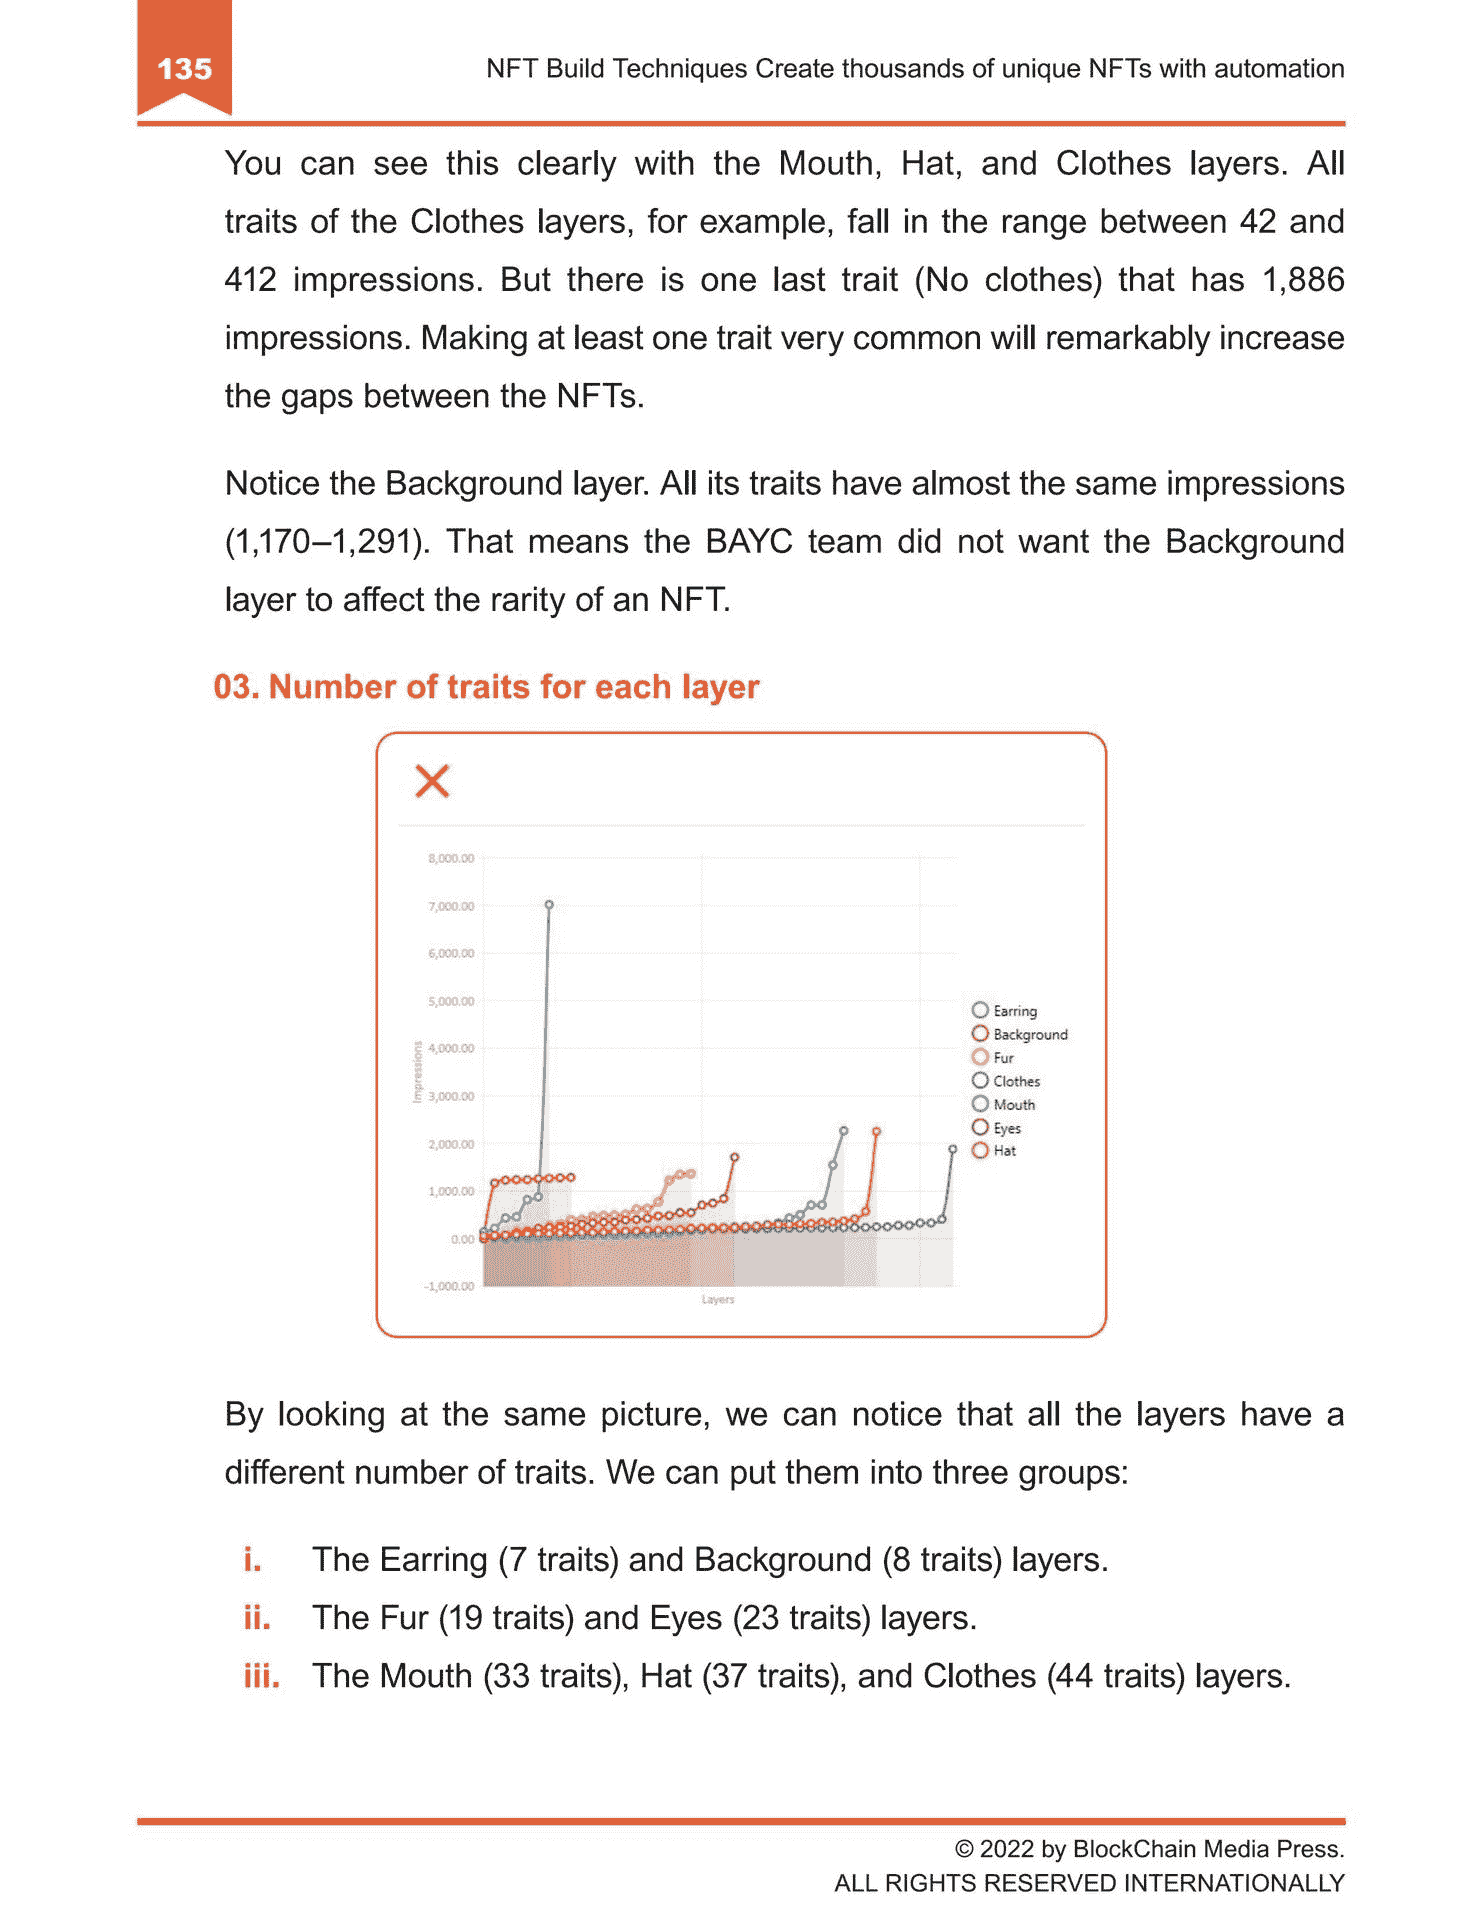 135
NFT Build Techniques Create thousands of unique NFTs with automation
You can see this clearly with the Mouth, Hat, and Clothes layers. All
traits of the Clothes layers, for example, fall in the range between 42 and
412 impressions. But there is one last trait (No clothes) that has 1,886
impressions. Making at least one trait very common will remarkably increase
the gaps between the NFTs.
Notice the Background layer. All its traits have almost the same impressions
(1,170–1,291). That means the BAYC team did not want the Background
layer to affect the rarity of an NFT.
03. Number of traits for each layer
8,000.00
7,000.00
6,000.00
5,000.00
4,000.00
3,000.00
2,000.00
1,000.00
0.00
-1,000.00
Impressions
Layers
Earring
Background
Fur
Clothes
Mouth
Eyes
Hat
By looking at the same picture, we can notice that all the layers have a
different number of traits. We can put them into three groups:
i. The Earring (7 traits) and Background (8 traits) layers.
ii. The Fur (19 traits) and Eyes (23 traits) layers.
iii. The Mouth (33 traits), Hat (37 traits), and Clothes (44 traits) layers.
© 2022 by BlockChain Media Press.
ALL RIGHTS RESERVED INTERNATIONALLY